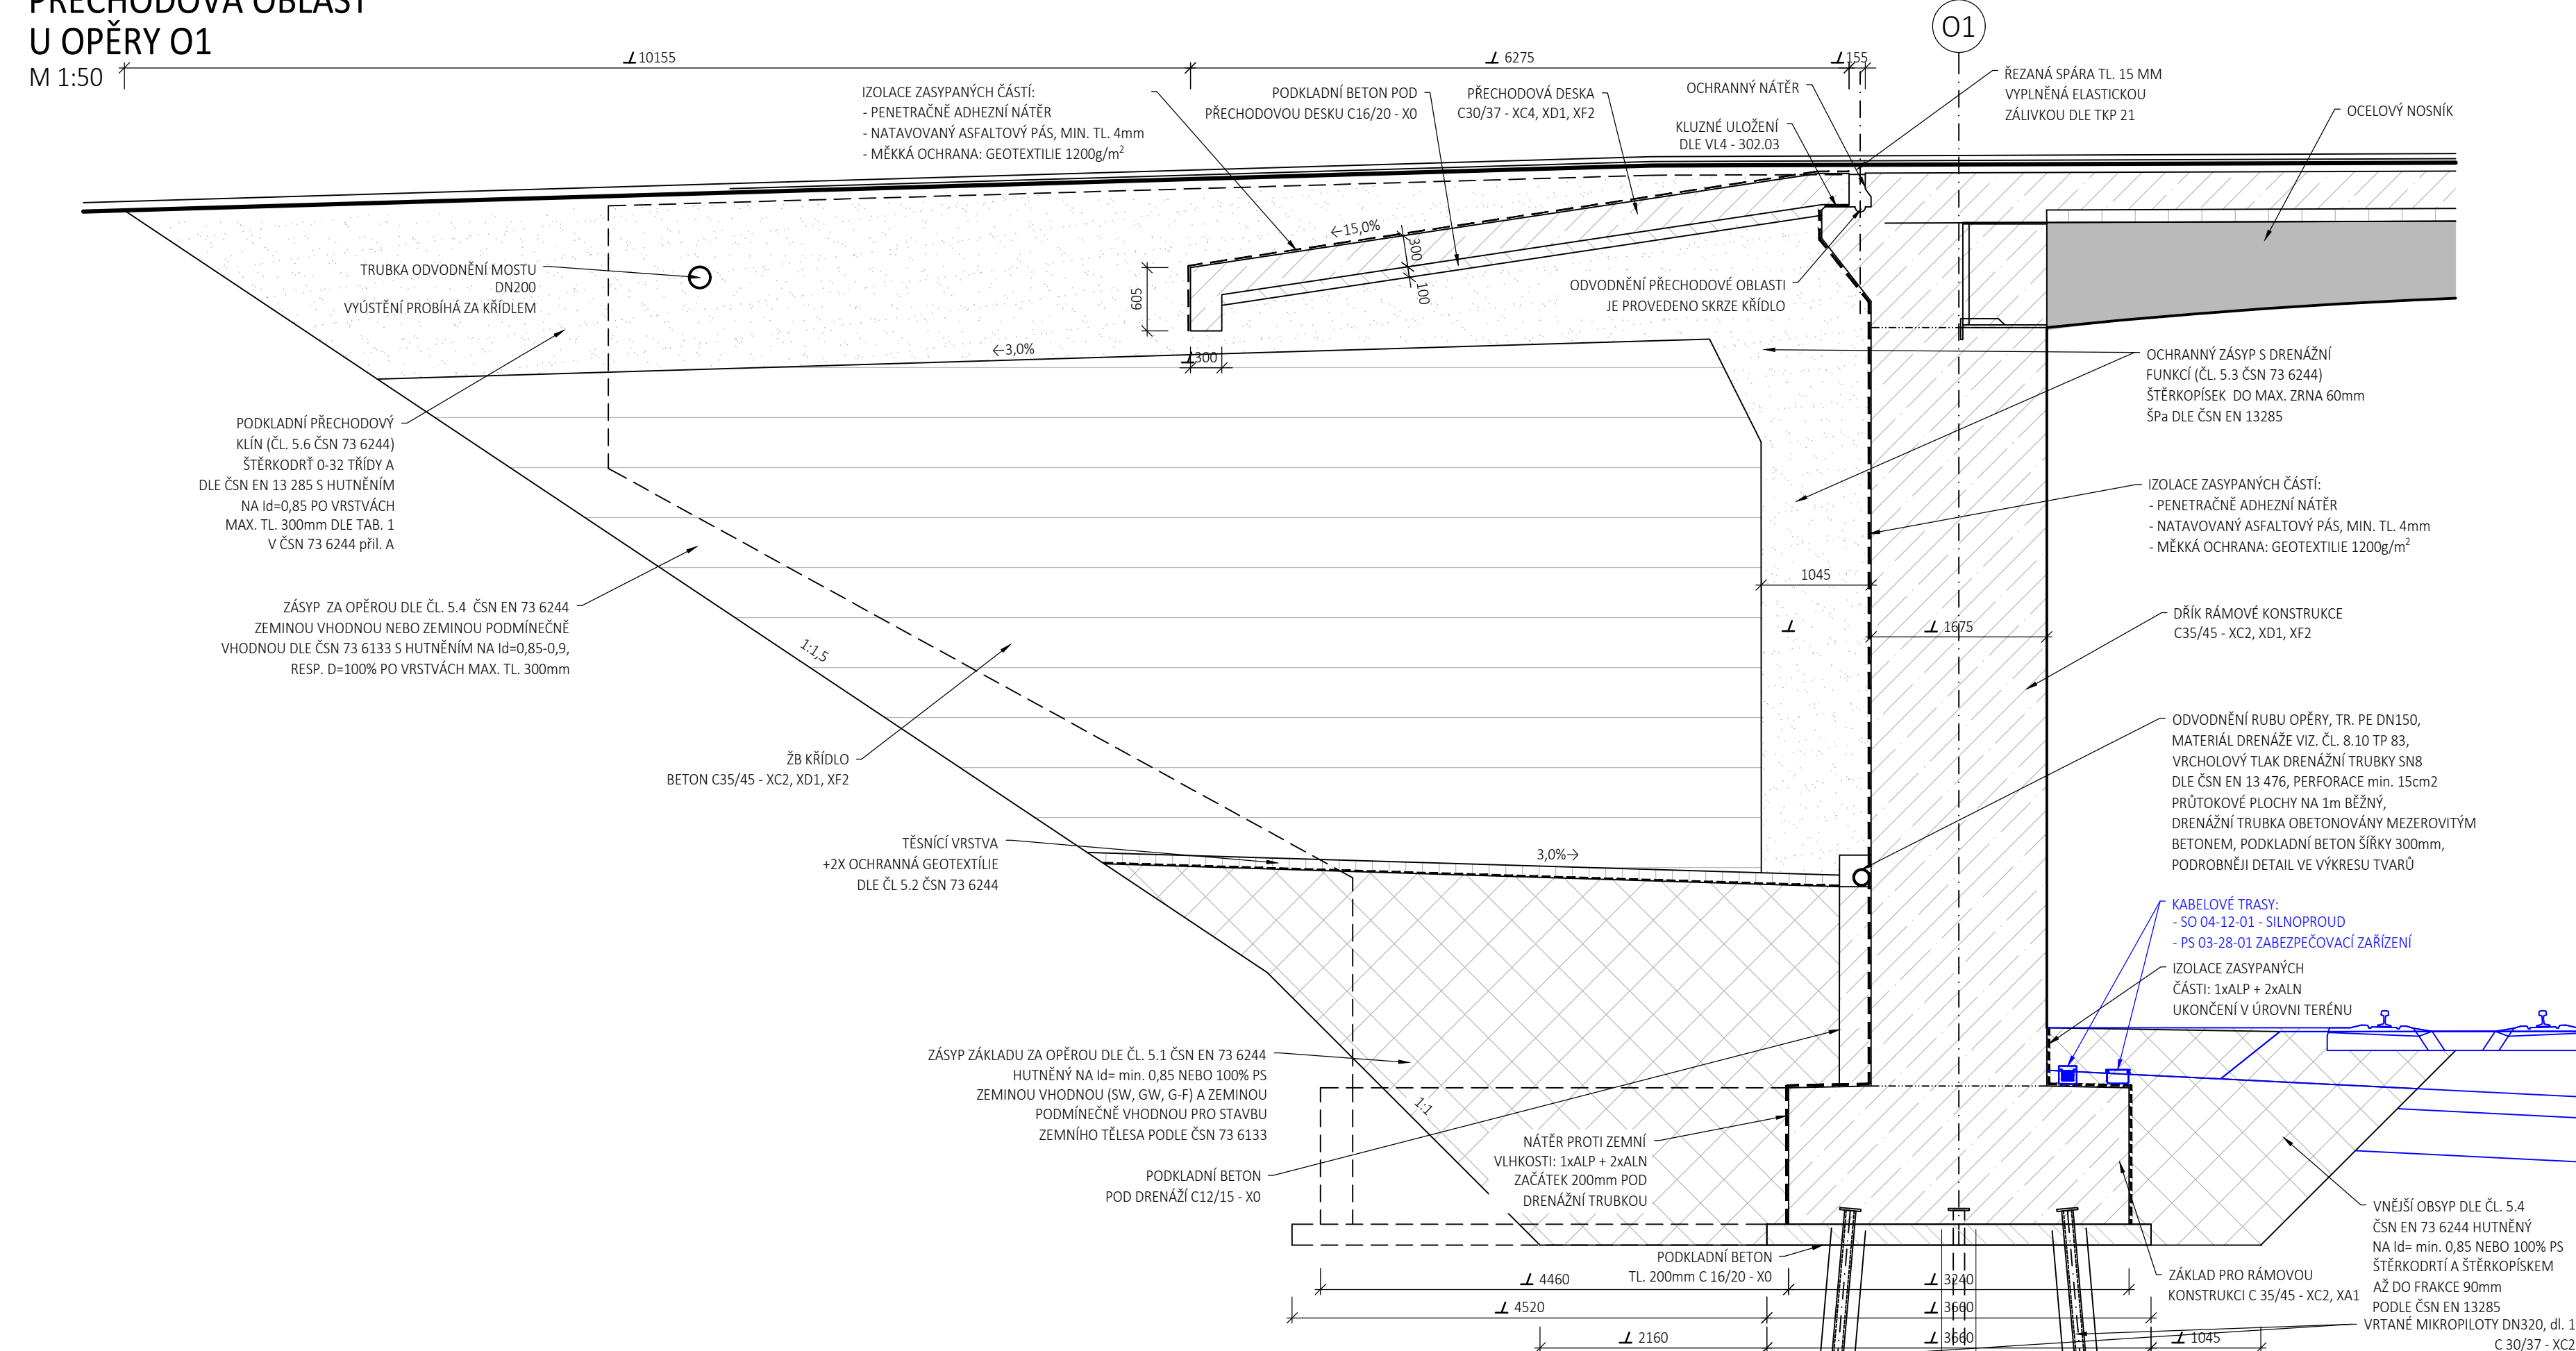 PŘECHODOVÁ OBLAST
U OPĚRY O1
M 1:50
⊥10155
⊥ 6275
⊥155
O1
IZOLACE ZASYPANÝCH ČÁSTÍ:
- PENETRAČNĚ ADHEZNÍ NÁTĚR
- NATAVOVANÝ ASFALTOVÝ PÁS, MIN. TL. 4mm
- MĚKKÁ OCHRANA: GEOTEXTILIE 1200g/m²
PODKLADNÍ BETON POD
PŘECHODOVOU DESKU C16/20 - X0
PŘECHODOVÁ DESKA
C30/37 - XC4, XD1, XF2
OCHRANNÝ NÁTĚR
KLUZNÉ ULOŽENÍ
DLE VL4 - 302.03
ŘEZANÁ SPÁRA TL. 15 MM
VYPLNĚNÁ ELASTICKOU
ZÁLIVKOU DLE TKP 21
OCELOVÝ NOSNÍK
←15,0%
300
100
605
⊥300
←3,0%
TRUBKA ODVODNĚNÍ MOSTU
DN200
VYÚSTĚNÍ PROBÍHÁ ZA KŘÍDLEM
ODVODNĚNÍ PŘECHODOVÉ OBLASTI
JE PROVEDENO SKRZE KŘÍDLO
OCHRANNÝ ZÁSYP S DRENÁŽNÍ
FUNKCÍ (ČL. 5.3 ČSN 73 6244)
ŠTĚRKOPÍSEK DO MAX. ZRNA 60mm
ŠPa DLE ČSN EN 13285
PODKLADNÍ PŘECHODOVÝ
KLÍN (ČL. 5.6 ČSN 73 6244)
ŠTĚRKODRŤ 0-32 TŘÍDY A
DLE ČSN EN 13 285 S HUTNĚNÍM
NA Id=0,85 PO VRSTVÁCH
MAX. TL. 300mm DLE TAB. 1
V ČSN 73 6244 příl. A
IZOLACE ZASYPANÝCH ČÁSTÍ:
- PENETRAČNĚ ADHEZNÍ NÁTĚR
- NATAVOVANÝ ASFALTOVÝ PÁS, MIN. TL. 4mm
- MĚKKÁ OCHRANA: GEOTEXTILIE 1200g/m²
ZÁSYP ZA OPĚROU DLE ČL. 5.4 ČSN EN 73 6244
ZEMINOU VHODNOU NEBO ZEMINOU PODMÍNEČNĚ
VHODNOU DLE ČSN 73 6133 S HUTNĚNÍM NA Id=0,85-0,9,
RESP. D=100% PO VRSTVÁCH MAX. TL. 300mm
1:1,5
1045
⊥
⊥ 1675
DŘÍK RÁMOVÉ KONSTRUKCE
C35/45 - XC2, XD1, XF2
ŽB KŘÍDLO
BETON C35/45 - XC2, XD1, XF2
ODVODNĚNÍ RUBU OPĚRY, TR. PE DN150,
MATERIÁL DRENÁŽE VIZ. ČL. 8.10 TP 83,
VRCHOLOVÝ TLAK DRENÁŽNÍ TRUBKY SN8
DLE ČSN EN 13 476, PERFORACE min. 15cm2
PRŮTOKOVÉ PLOCHY NA 1m BĚŽNÝ,
DRENÁŽNÍ TRUBKA OBETONOVÁNY MEZEROVITÝM
BETONEM, PODKLADNÍ BETON ŠÍŘKY 300mm,
PODROBNĚJI DETAIL VE VÝKRESU TVARŮ
TĚSNÍCÍ VRSTVA
+2X OCHRANNÁ GEOTEXTÍLIE
DLE ČL 5.2 ČSN 73 6244
3,0%→
KABELOVÉ TRASY:
- SO 04-12-01 - SILNOPROUD
- PS 03-28-01 ZABEZPEČOVACÍ ZAŘÍZENÍ
IZOLACE ZASYPANÝCH
ČÁSTI: 1xALP + 2xALN
UKONČENÍ V ÚROVNI TERÉNU
ZÁSYP ZÁKLADU ZA OPĚROU DLE ČL. 5.1 ČSN EN 73 6244
HUTNĚNÝ NA Id= min. 0,85 NEBO 100% PS
ZEMINOU VHODNOU (SW, GW, G-F) A ZEMINOU
PODMÍNEČNĚ VHODNOU PRO STAVBU
ZEMNÍHO TĚLESA PODLE ČSN 73 6133
1:1
PODKLADNÍ BETON
POD DRENÁŽÍ C12/15 - X0
NÁTĚR PROTI ZEMNÍ
VLHKOSTI: 1xALP + 2xALN
ZAČÁTEK 200mm POD
DRENÁŽNÍ TRUBKOU
PODKLADNÍ BETON
TL. 200mm C 16/20 - X0
VNĚJŠÍ OBSYP DLE ČL. 5.4
ČSN EN 73 6244 HUTNĚNÝ
NA Id= min. 0,85 NEBO 100% PS
ŠTĚRKODRTÍ A ŠTĚRKOPÍSKEM
AŽ DO FRAKCE 90mm
PODLE ČSN EN 13285
ZÁKLAD PRO RÁMOVOU
KONSTRUKCI C 35/45 - XC2, XA1
VRTANÉ MIKROPILOTY DN320, dl. 1
C 30/37 - XC2
⊥ 4460
⊥ 3240
⊥ 4520
⊥ 3660
⊥ 2160
⊥ 3660
⊥ 1045